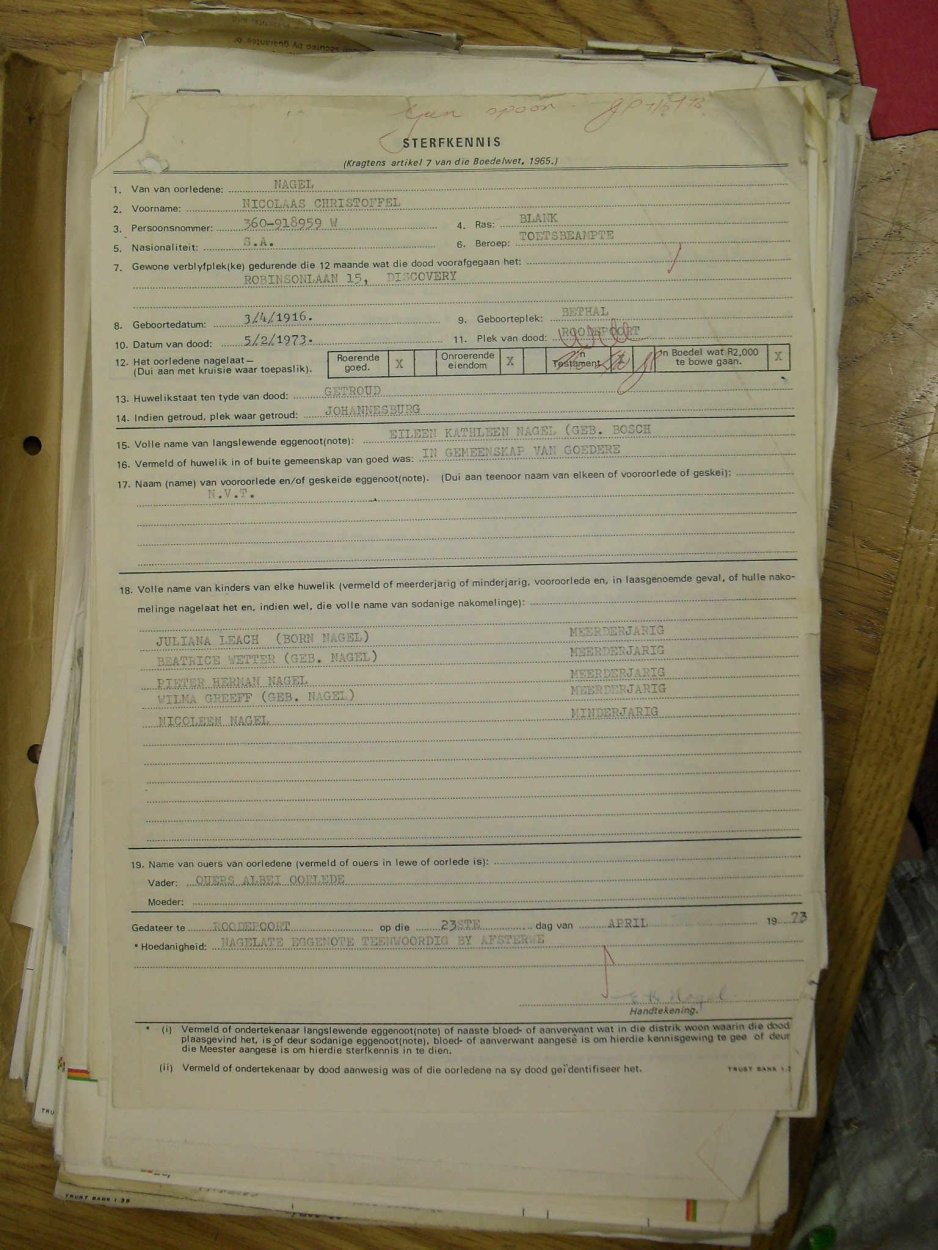 Geen spoor
STERFKENNIS
(Kragtens artikel 7 van die Boedelwet, 1965.)
1. Van van oorledene: NAGEL
2. Voorname: NICOLAAS CHRISTOFFEL
3. Persoonsnommer: 360-918959 W 4. Ras: BLANK
5. Nasionaliteit: S.A. 6. Beroep: TOETSBEAMPTE
7. Gewone verblyfplek(ke) gedurende die 12 maande wat die dood voorafgegaan het:
ROBINSONLAAN 15, DISCOVERY
8. Geboortedatum: 3/4/1916. 9. Geboorteplek: BETHAL
10. Datum van dood: 5/2/1973. 11. Plek van dood: ROODEPOORT
12. Het oorledene nagelaat— Roerende goed. X Onroerende eiendom X In Testament X In Boedel wat R2,000 te bowe gaan. X
(Dui aan met kruisie waar toepaslik).
13. Huwelikstaat ten tyde van dood: GETROUD
14. Indien getroud, plek waar getroud: JOHANNESBURG
15. Volle name van langslewende eggenoot(note): EILEEN KATHLEEN NAGEL (GEB. BOSCH
16. Vermeld of huwelik in of buite gemeenskap van goed was: IN GEMEENSKAP VAN GOEDERE
17. Naam (name) van vooroorlede en/of geskeide eggenoot(note). (Dui aan teenoor naam van elkeen of vooroorlede of geskei):
N.V.T.
18. Volle name van kinders van elke huwelik (vermeld of meerderjarig of minderjarig, vooroorlede en, in laasgenoemde geval, of hulle nako-
melinge nagelaat het en, indien wel, die volle name van sodanige nakomelinge):
JULIANA LEACH (BORN NAGEL) MEERDERJARIG
BEATRICE WETTER (GEB. NAGEL) MEERDERJARIG
PIETER HERMAN NAGEL MEERDERJARIG
WILMA GREEFF (GEB. NAGEL) MEERDERJARIG
NICOLEEN NAGEL MINDERJARIG
19. Name van ouers van oorledene (vermeld of ouers in lewe of oorlede is):
Vader: OUERS ALBEI OORLEDE
Moeder:
Gedateer te ROODEPOORT op die 23STE dag van APRIL 19 73
* Hoedanigheid: NAGELATE EGGENOTE TEENWOORDIG BY AFSTERWE
E K Nagel
Handtekening.
* (i) Vermeld of ondertekenaar langslewende eggenoot(note) of naaste bloed- of aanverwant wat in die distrik woon waarin die dood
plaasgevind het, is of deur sodanige eggenoot(note), bloed- of aanverwant aangesê is om hierdie kennisgewing te gee of deur
die Meester aangesê is om hierdie sterfkennis in te dien.
(ii) Vermeld of ondertekenaar by dood aanwesig was of die oorledene na sy dood geïdentifiseer het.
TRUST BANK 1.2
TRUST BANK 1.29